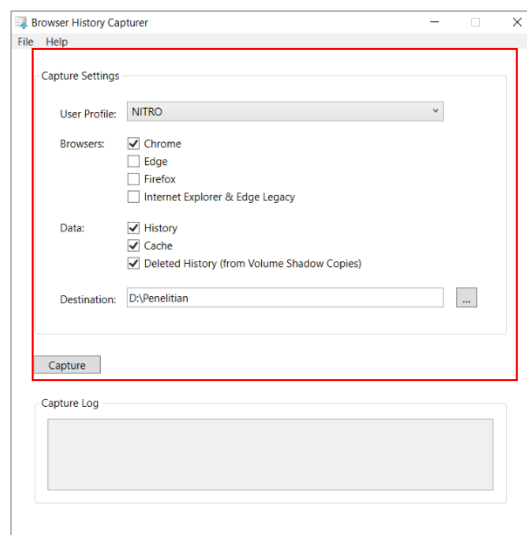 Browser History Capturer
File Help
Capture Settings
User Profile: NITRO
Browsers: Chrome
Edge
Firefox
Internet Explorer & Edge Legacy
Data: History
Cache
Deleted History (from Volume Shadow Copies)
Destination: D:\Penelitian ...
Capture
Capture Log